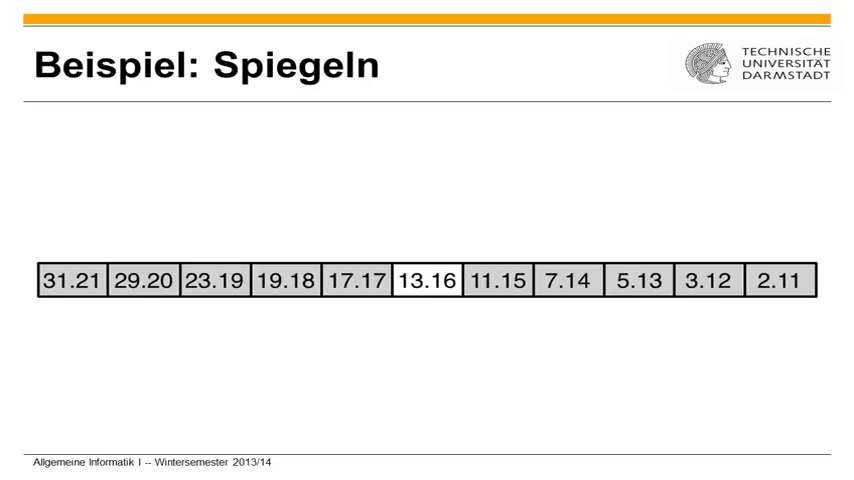 Beispiel: Spiegeln
TECHNISCHE
UNIVERSITÄT
DARMSTADT
31.21 29.20 23.19 19.18 17.17 13.16 11.15 7.14 5.13 3.12 2.11
Allgemeine Informatik I -- Wintersemester 2013/14